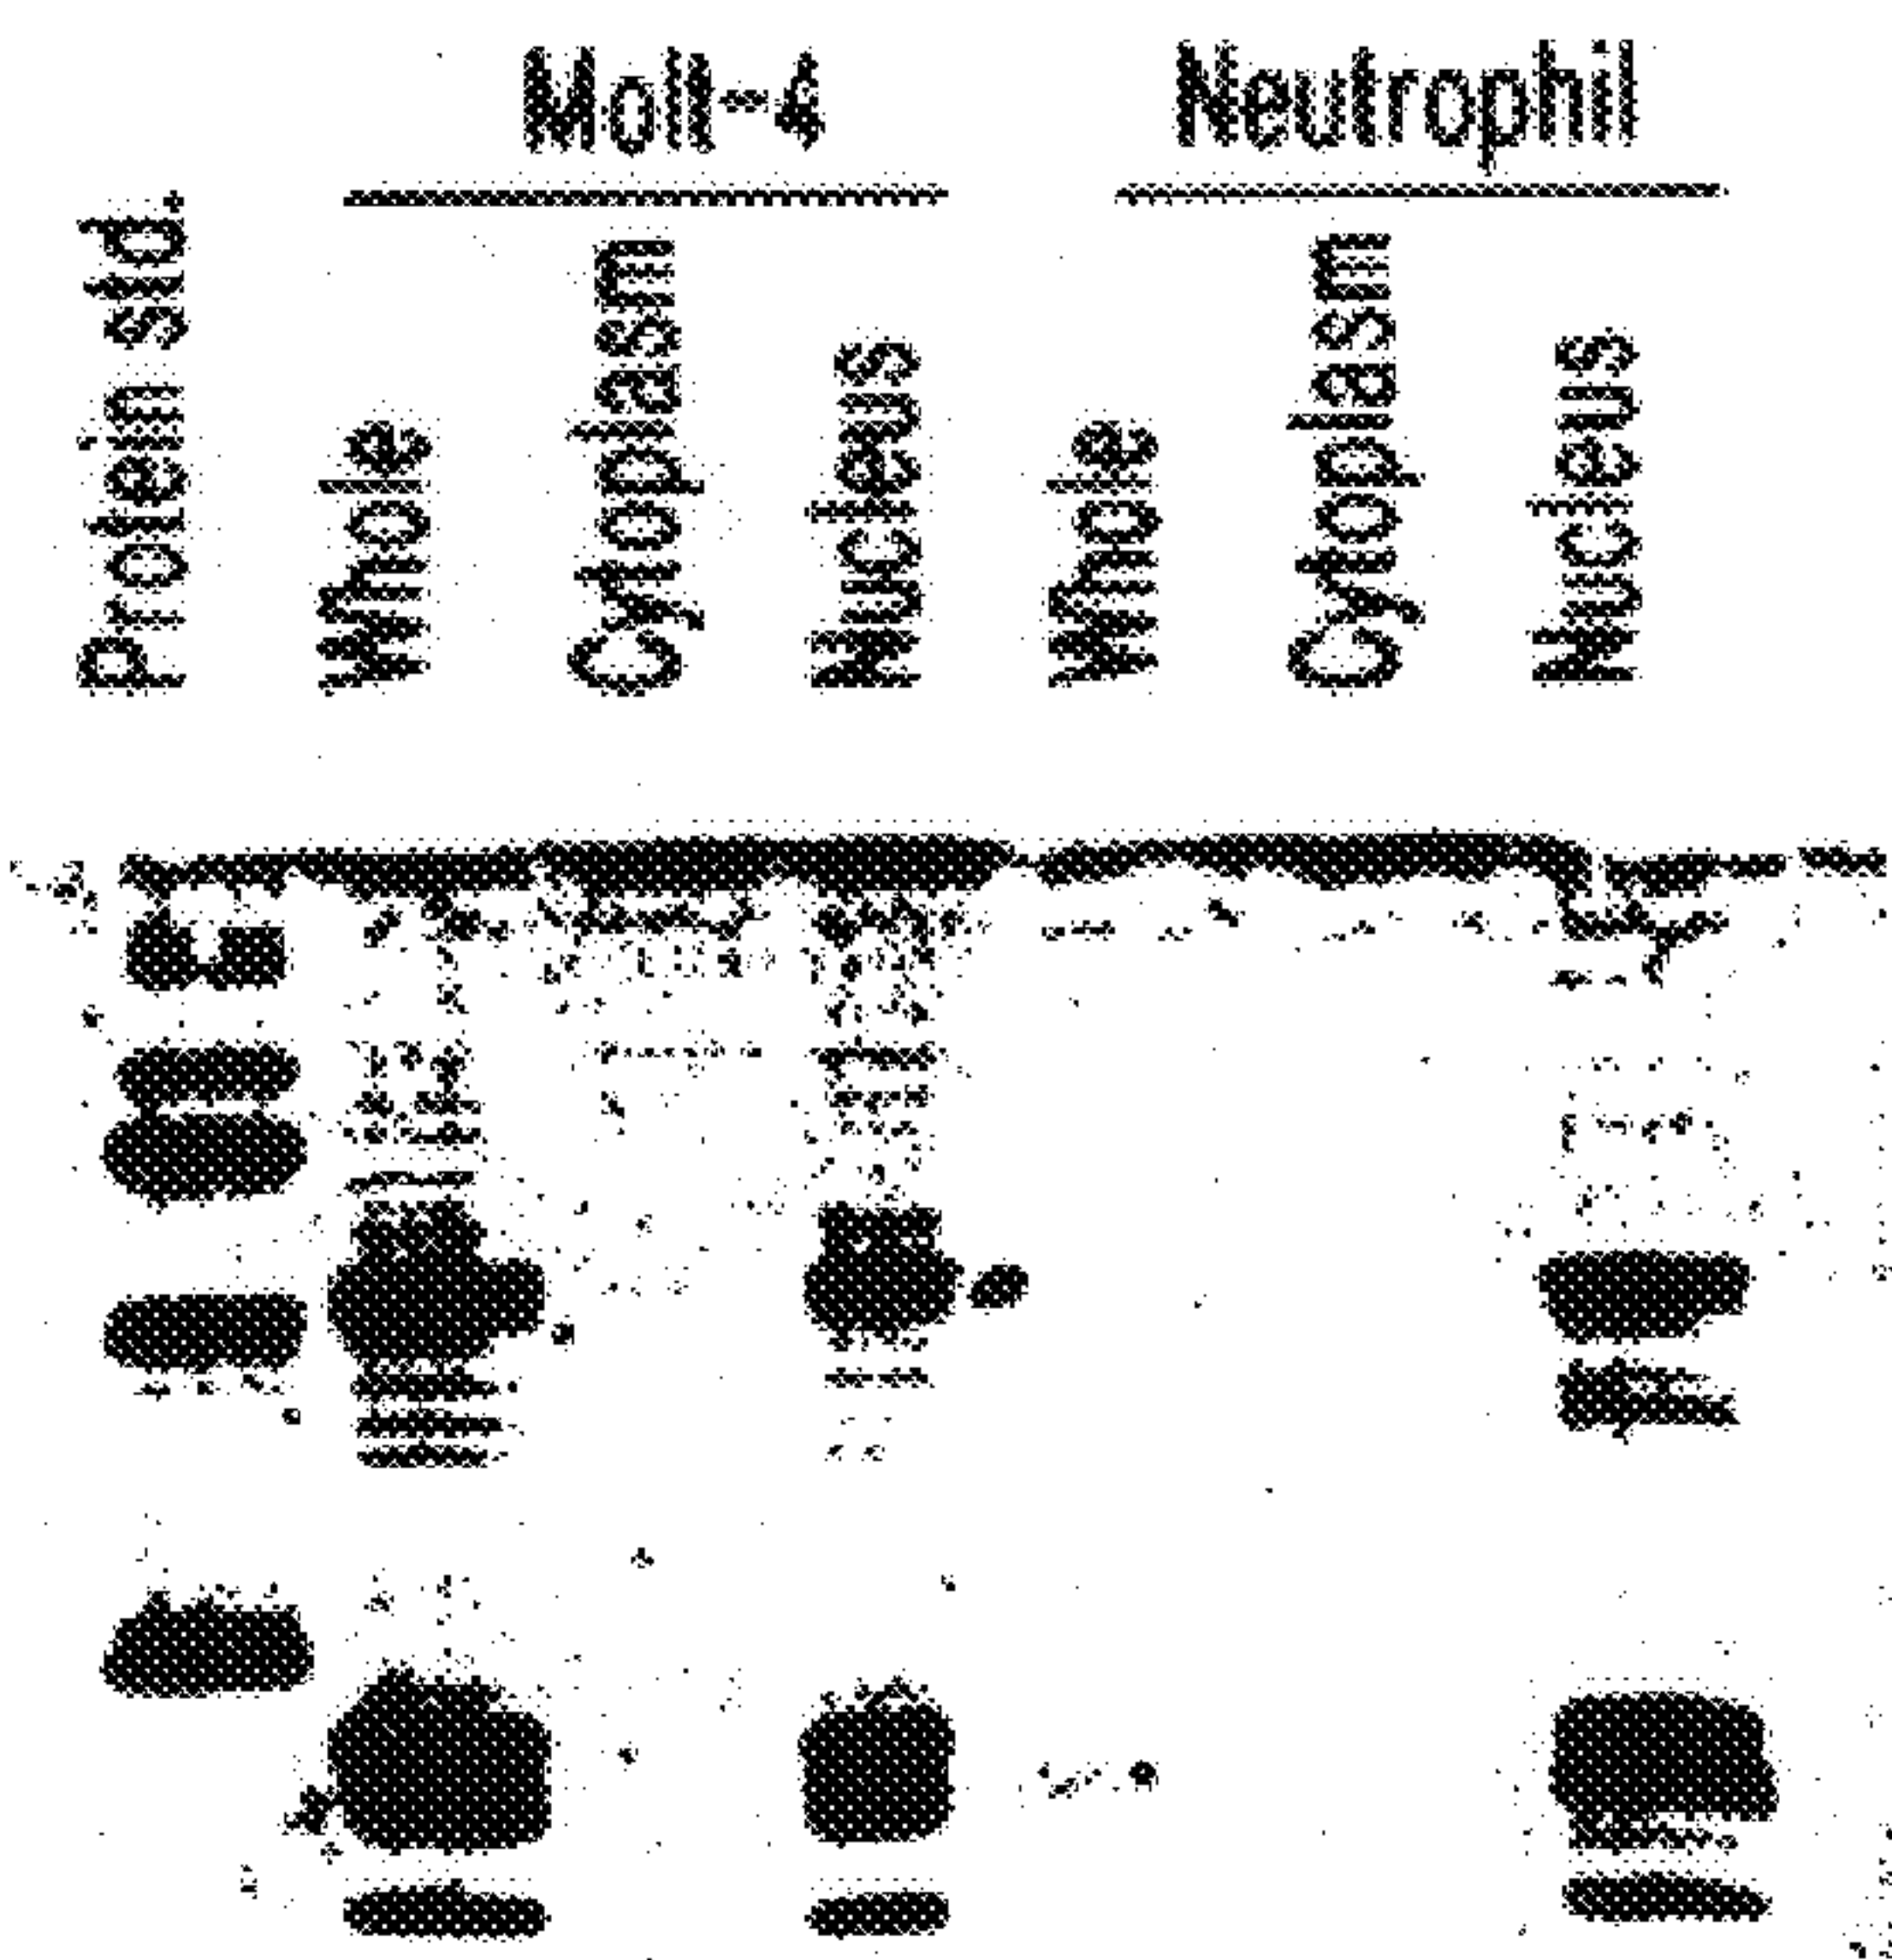 Molt-4 Neutrophil
Protein std.
Whole
Cytoplasm
Nucleus
Whole
Cytoplasm
Nucleus